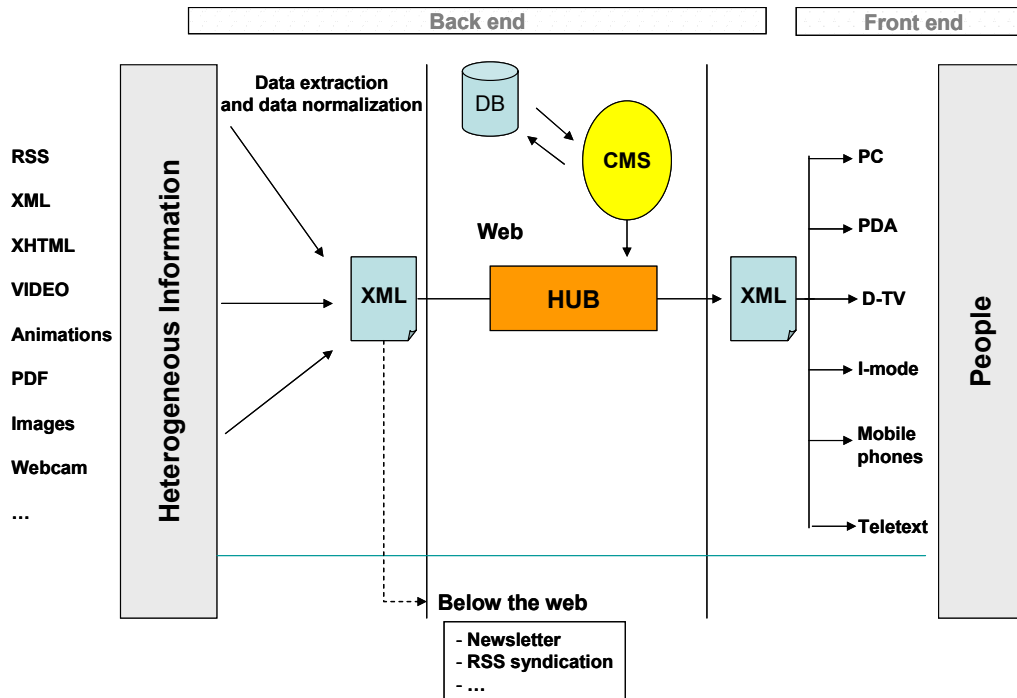 Back end
Front end
Data extraction
and data normalization
DB
CMS
RSS
XML
XHTML
VIDEO
Animations
PDF
Images
Webcam
...
Heterogeneous Information
XML
Web
HUB
XML
PC
PDA
D-TV
I-mode
Mobile
phones
Teletext
People
Below the web
- Newsletter
- RSS syndication
- ...